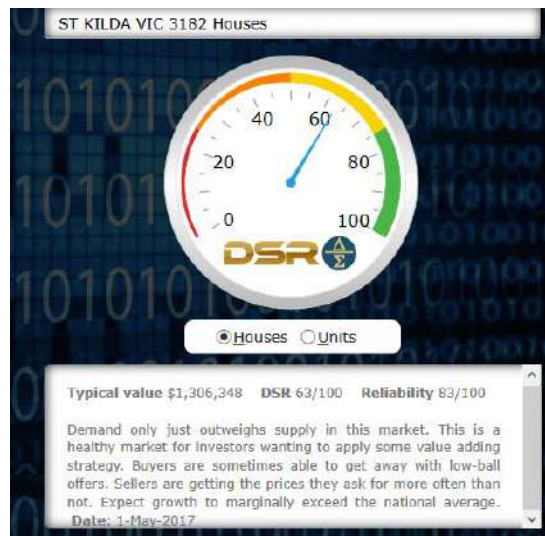 ST KILDA VIC 3182 Houses
40
60
20
80
0
100
DSR Δ
Σ
Houses Units
Typical value $1,306,348 DSR 63/100 Reliability 83/100
Demand only just outweighs supply in this market. This is a
healthy market for investors wanting to apply some value adding
strategy. Buyers are sometimes able to get away with low-ball
offers. Sellers are getting the prices they ask for more often than
not. Expect growth to marginally exceed the national average.
Date: 1-May-2017